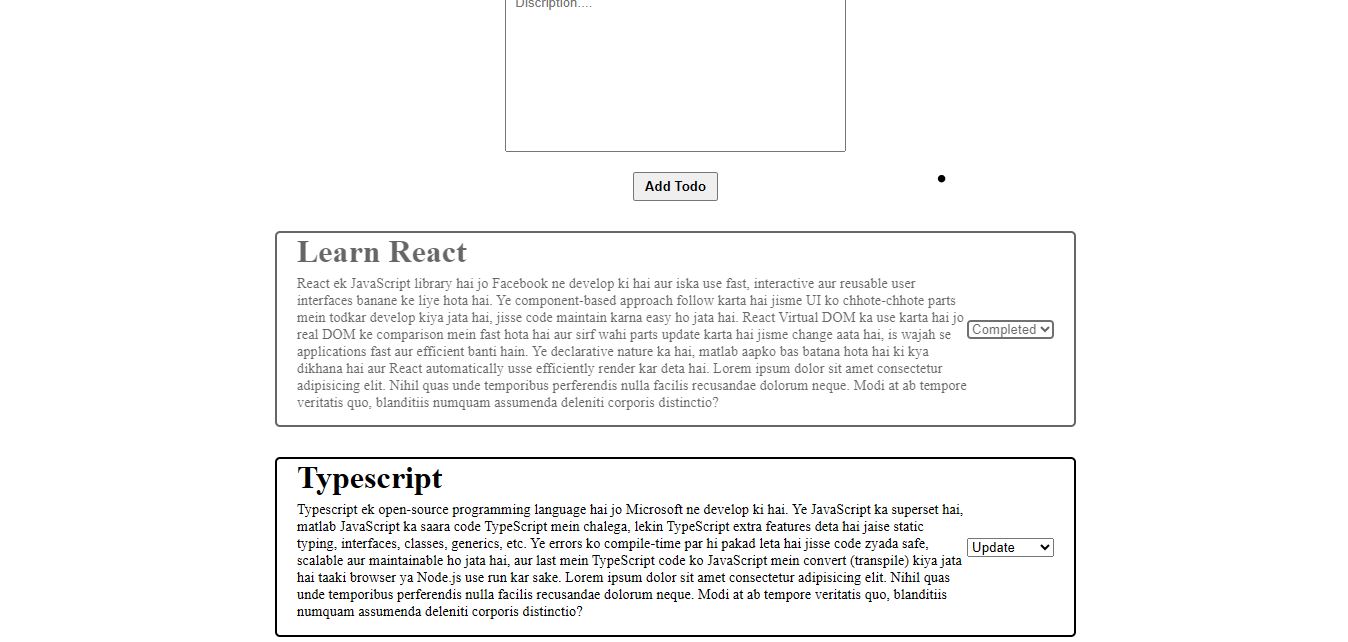 Discription....
Add Todo
Learn React
React ek JavaScript library hai jo Facebook ne develop ki hai aur iska use fast, interactive aur reusable user
interfaces banane ke liye hota hai. Ye component-based approach follow karta hai jisme UI ko chhote-chhote parts
mein todkar develop kiya jata hai, jisse code maintain karna easy ho jata hai. React Virtual DOM ka use karta hai jo
real DOM ke comparison mein fast hota hai aur sirf wahi parts update karta hai jisme change aata hai, is wajah se
applications fast aur efficient banti hain. Ye declarative nature ka hai, matlab aapko bas batana hota hai ki kya
dikhana hai aur React automatically usse efficiently render kar deta hai. Lorem ipsum dolor sit amet consectetur
adipisicing elit. Nihil quas unde temporibus perferendis nulla facilis recusandae dolorum neque. Modi at ab tempore
veritatis quo, blanditiis numquam assumenda deleniti corporis distinctio?
Completed
Typescript
Typescript ek open-source programming language hai jo Microsoft ne develop ki hai. Ye JavaScript ka superset hai,
matlab JavaScript ka saara code TypeScript mein chalega, lekin TypeScript extra features deta hai jaise static
typing, interfaces, classes, generics, etc. Ye errors ko compile-time par hi pakad leta hai jisse code zyada safe,
scalable aur maintainable ho jata hai, aur last mein TypeScript code ko JavaScript mein convert (transpile) kiya jata
hai taaki browser ya Node.js use run kar sake. Lorem ipsum dolor sit amet consectetur adipisicing elit. Nihil quas
unde temporibus perferendis nulla facilis recusandae dolorum neque. Modi at ab tempore veritatis quo, blanditiis
numquam assumenda deleniti corporis distinctio?
Update